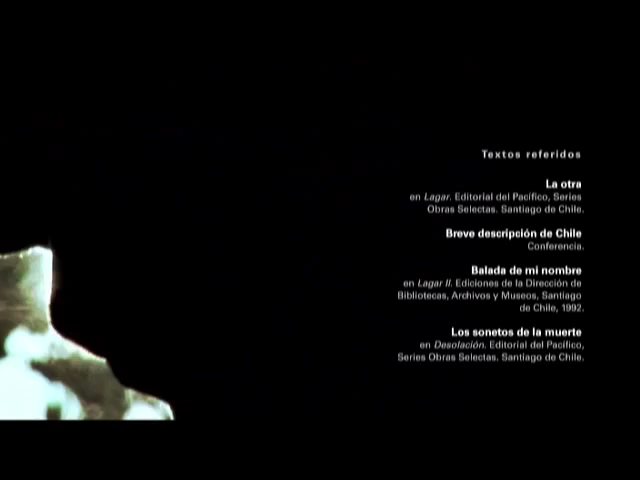 Textos referidos
La otra
en Lagar. Editorial del Pacífico, Series
Obras Selectas. Santiago de Chile.
Breve descripción de Chile
Conferencia.
Balada de mi nombre
en Lagar II. Ediciones de la Dirección de
Bibliotecas, Archivos y Museos, Santiago
de Chile, 1992.
Los sonetos de la muerte
en Desolación. Editorial del Pacífico,
Series Obras Selectas. Santiago de Chile.